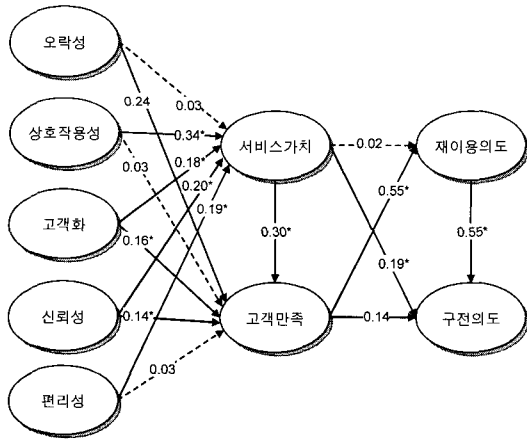 오락성
0.24
0.03
상호작용성
0.34*
0.03
서비스가치
0.02
재이용의도
0.18*
0.20*
0.19*
0.55*
고객화
0.16*
0.30*
0.55*
0.19*
신뢰성
0.14*
고객만족
0.14
구전의도
0.03
편리성